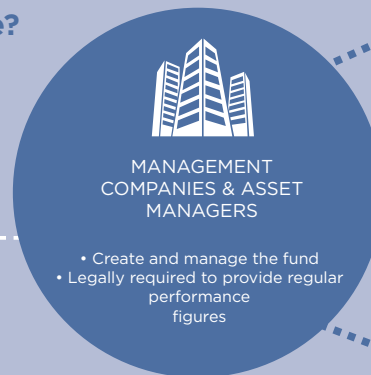 e?
MANAGEMENT
COMPANIES & ASSET
MANAGERS
• Create and manage the fund
• Legally required to provide regular
performance
figures